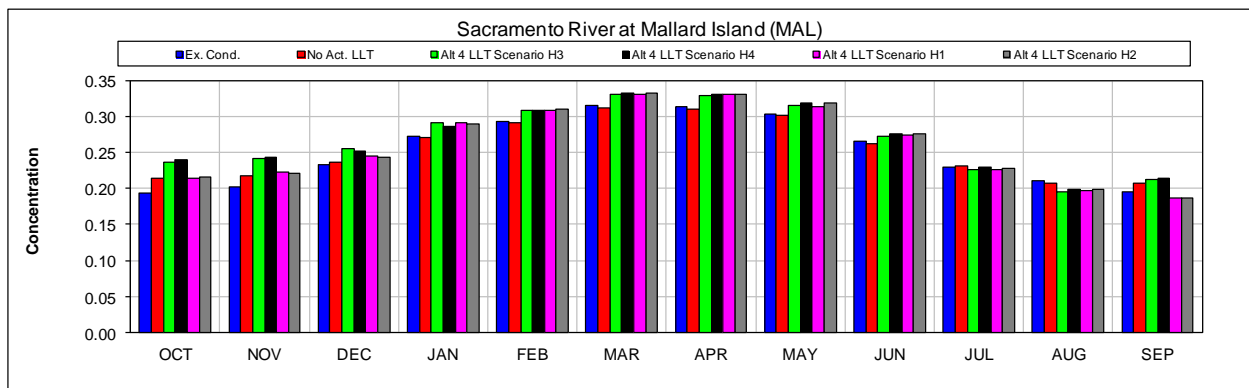 Sacramento River at Mallard Island (MAL)
Ex. Cond. No Act. LLT Alt 4 LLT Scenario H3 Alt 4 LLT Scenario H4 Alt 4 LLT Scenario H1 Alt 4 LLT Scenario H2
Concentration
0.35
0.30
0.25
0.20
0.15
0.10
0.05
0.00
OCT NOV DEC JAN FEB MAR APR MAY JUN JUL AUG SEP